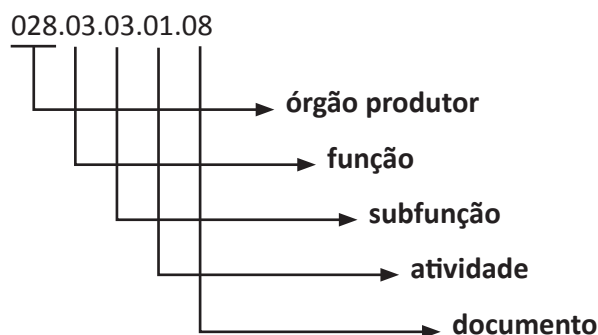 028.03.03.01.08
órgão produtor
função
subfunção
atividade
documento